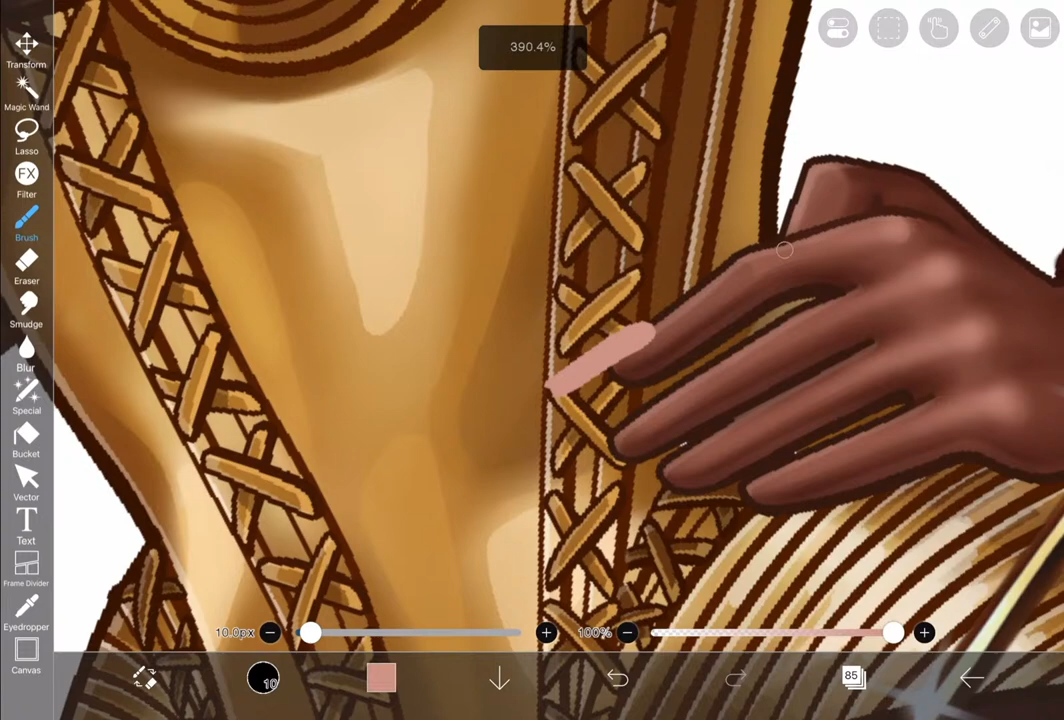 390.4%
Transform
Magic Wand
Lasso
FX
Filter
Brush
Eraser
Smudge
Blur
Special
Bucket
Vector
T
Text
Frame Divider
Eyedropper
Canvas
10.0px
100%
10
85